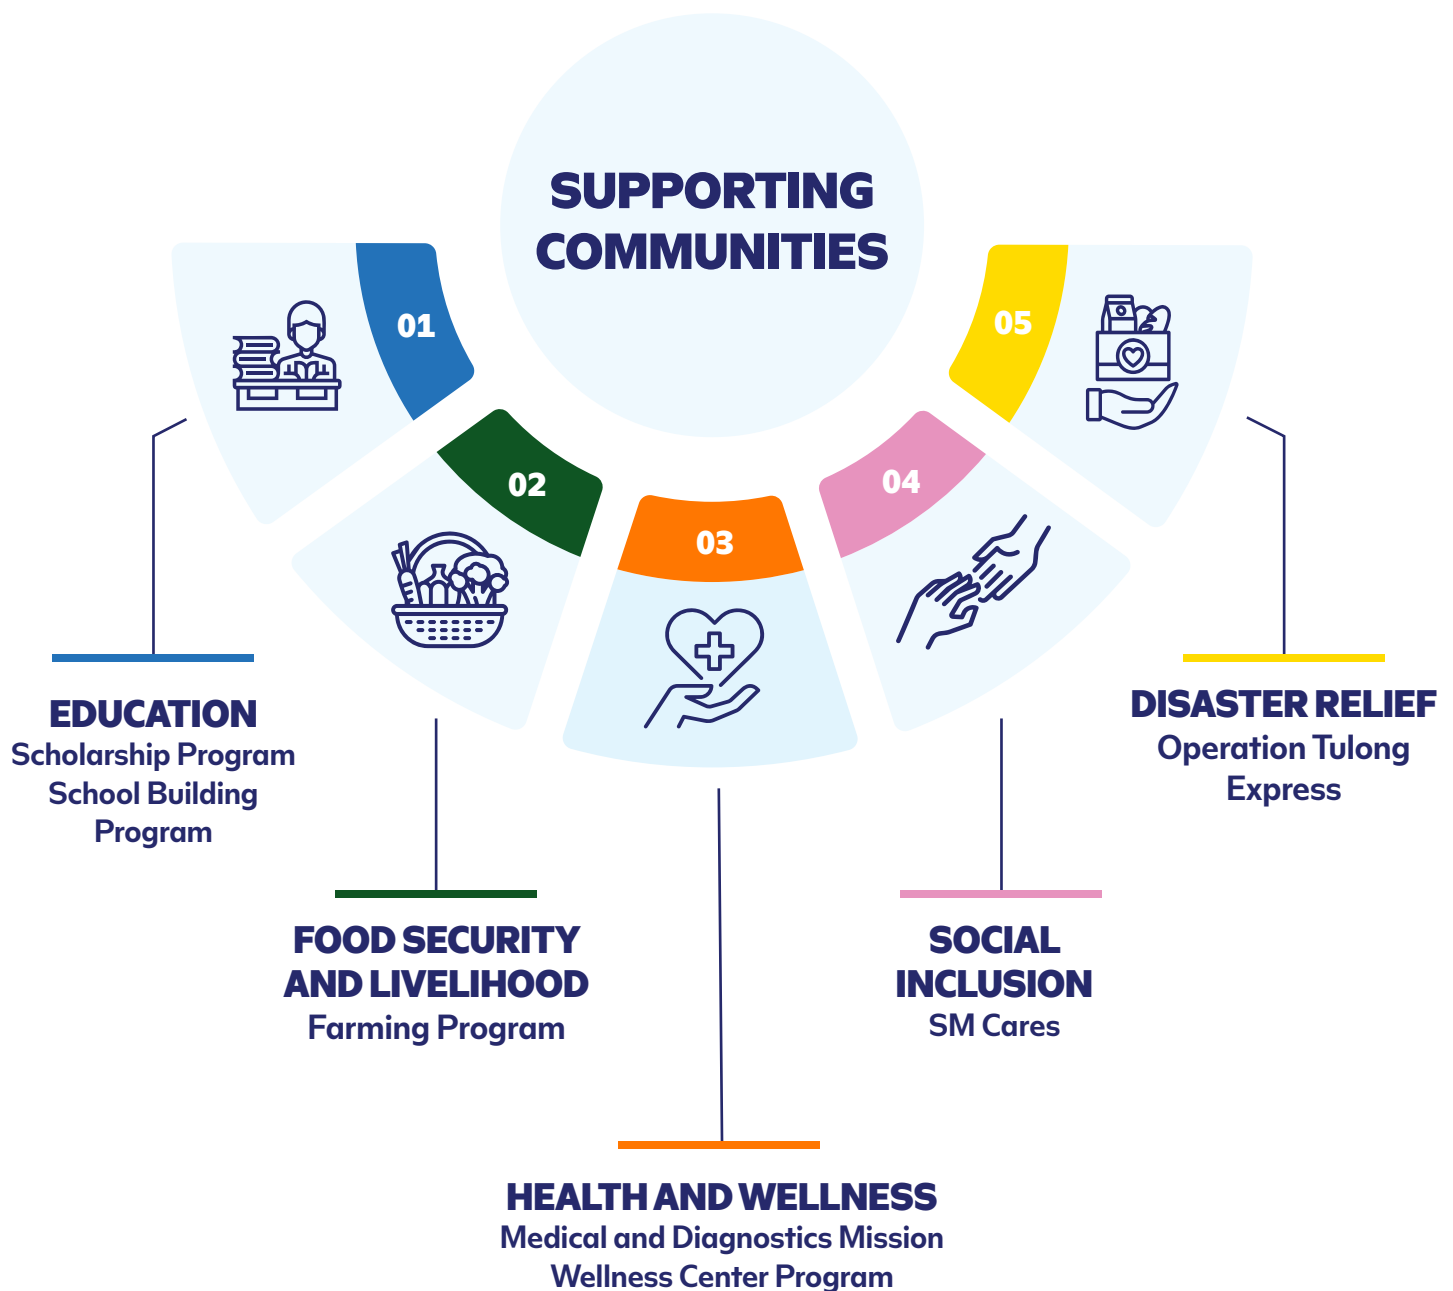 SUPPORTING
COMMUNITIES
01
02
03
04
05
EDUCATION
Scholarship Program
School Building
Program
FOOD SECURITY
AND LIVELIHOOD
Farming Program
HEALTH AND WELLNESS
Medical and Diagnostics Mission
Wellness Center Program
SOCIAL
INCLUSION
SM Cares
DISASTER RELIEF
Operation Tulong
Express